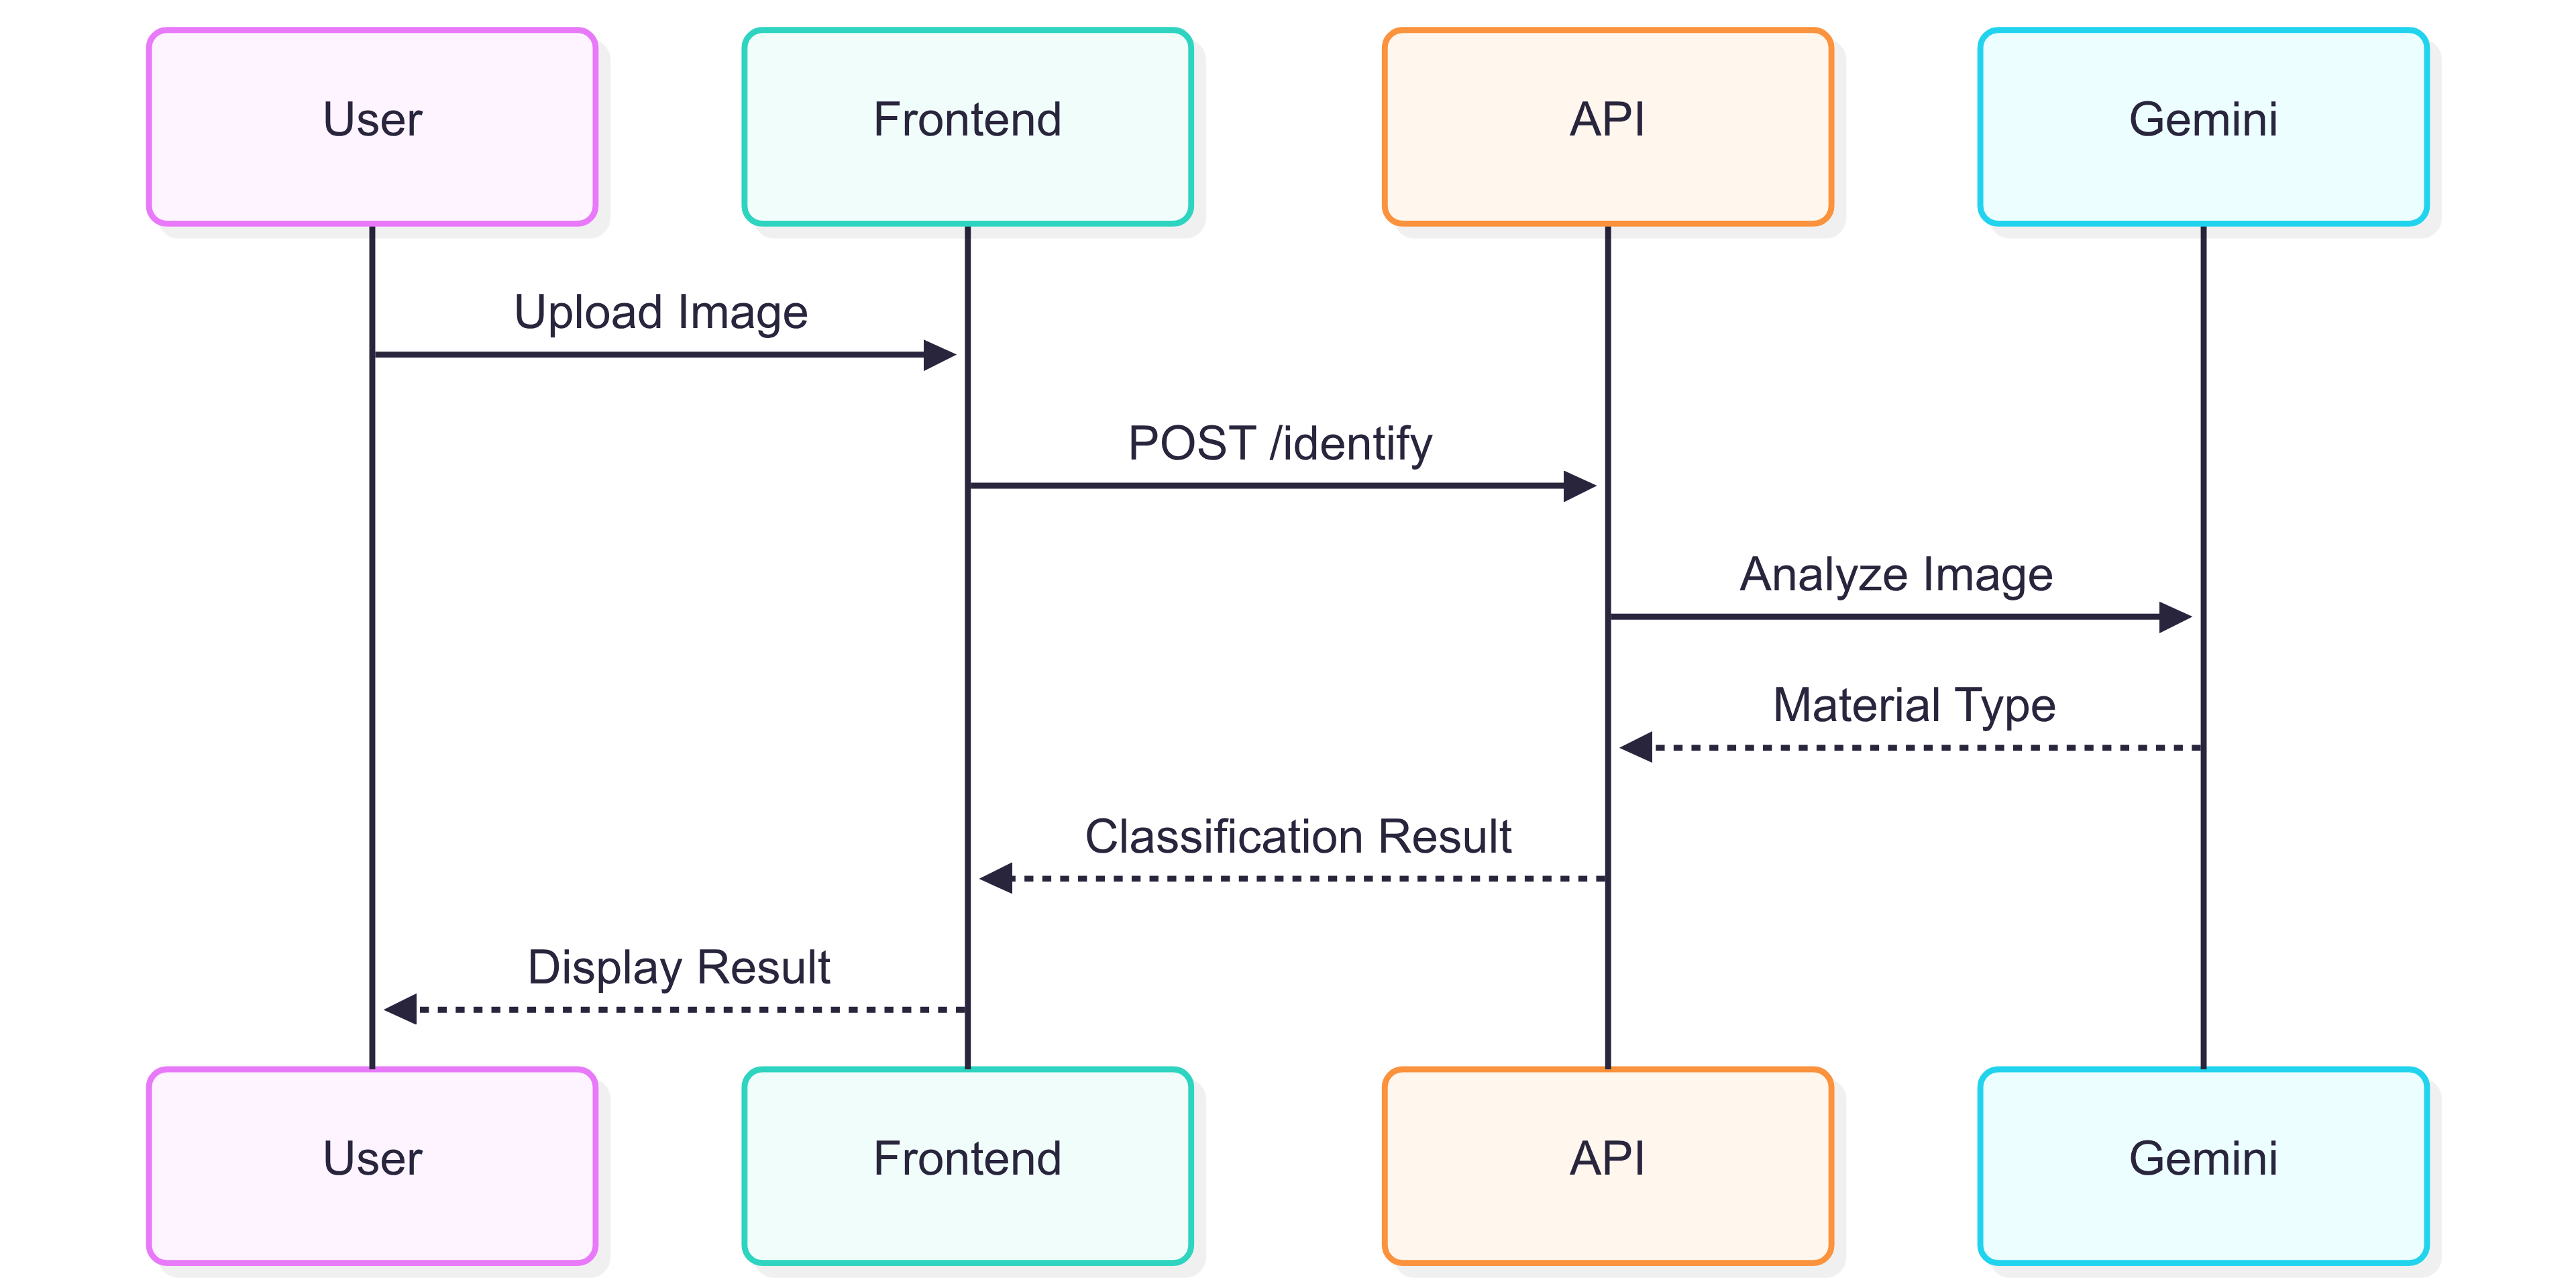 User
Frontend
API
Gemini
Upload Image
POST /identify
Analyze Image
Material Type
Classification Result
Display Result
User
Frontend
API
Gemini